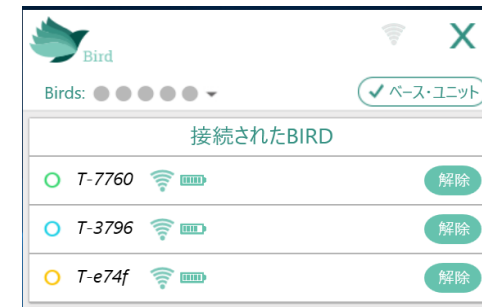 Bird
Birds:
ベース・ユニット
接続されたBIRD
T-7760
解除
T-3796
解除
T-e74f
解除